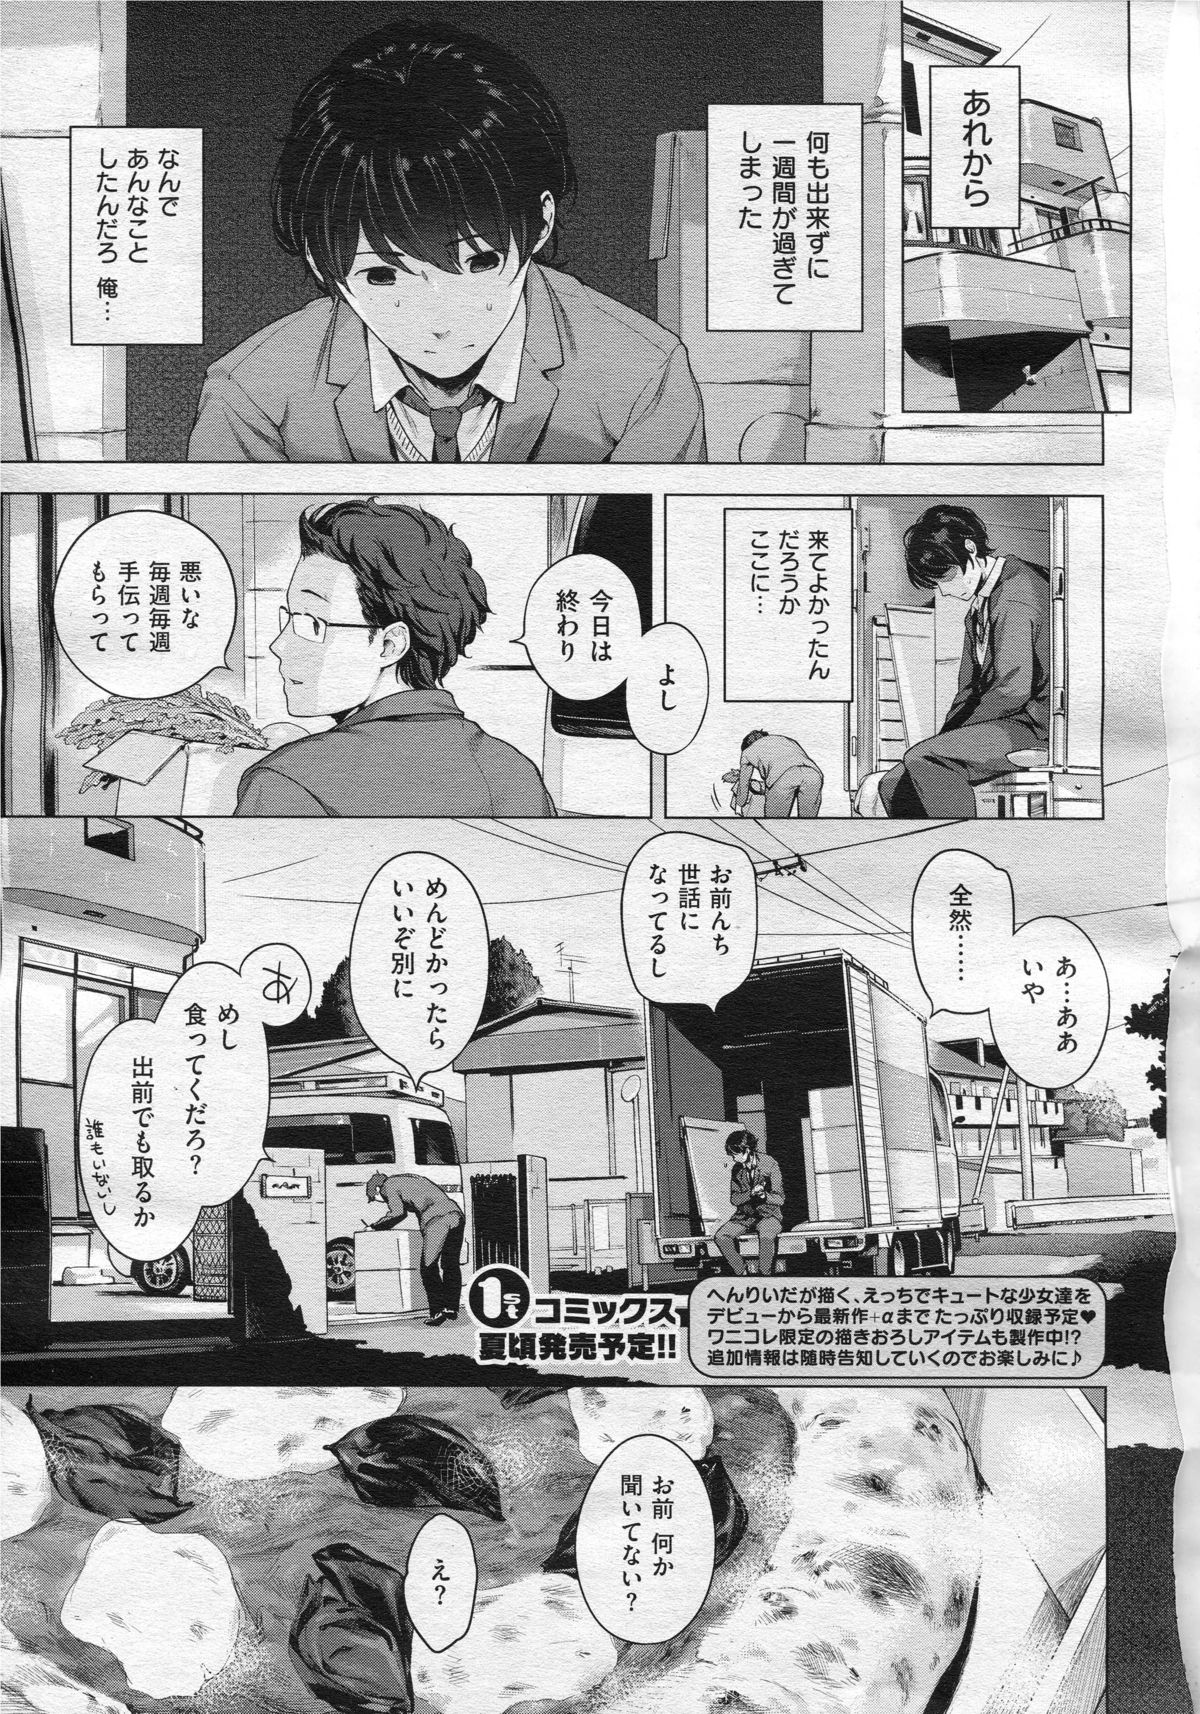 あれから
何も出来ずに
一週間が過ぎて
しまった
なんで
あんなこと
したんだろ 俺…
来てよかったん
だろうか
ここに…
よし
今日は
終わり
悪いな
毎週毎週
手伝って
もらって
あ…ああ
いや
全然……
お前んち
世話に
なってるし
めんどかったら
いいぞ別に
あ
めし
食ってくだろ?
出前でも取るか
誰もいないし
1st コミックス
夏頃発売予定!!
へんりいだが描く、えっちでキュートな少女達を
デビューから最新作+αまでたっぷり収録予定♥
ワニコレ限定の描きおろしアイテムも製作中!?
追加情報は随時告知していくのでお楽しみに♪
お前 何か
聞いてない?
え?